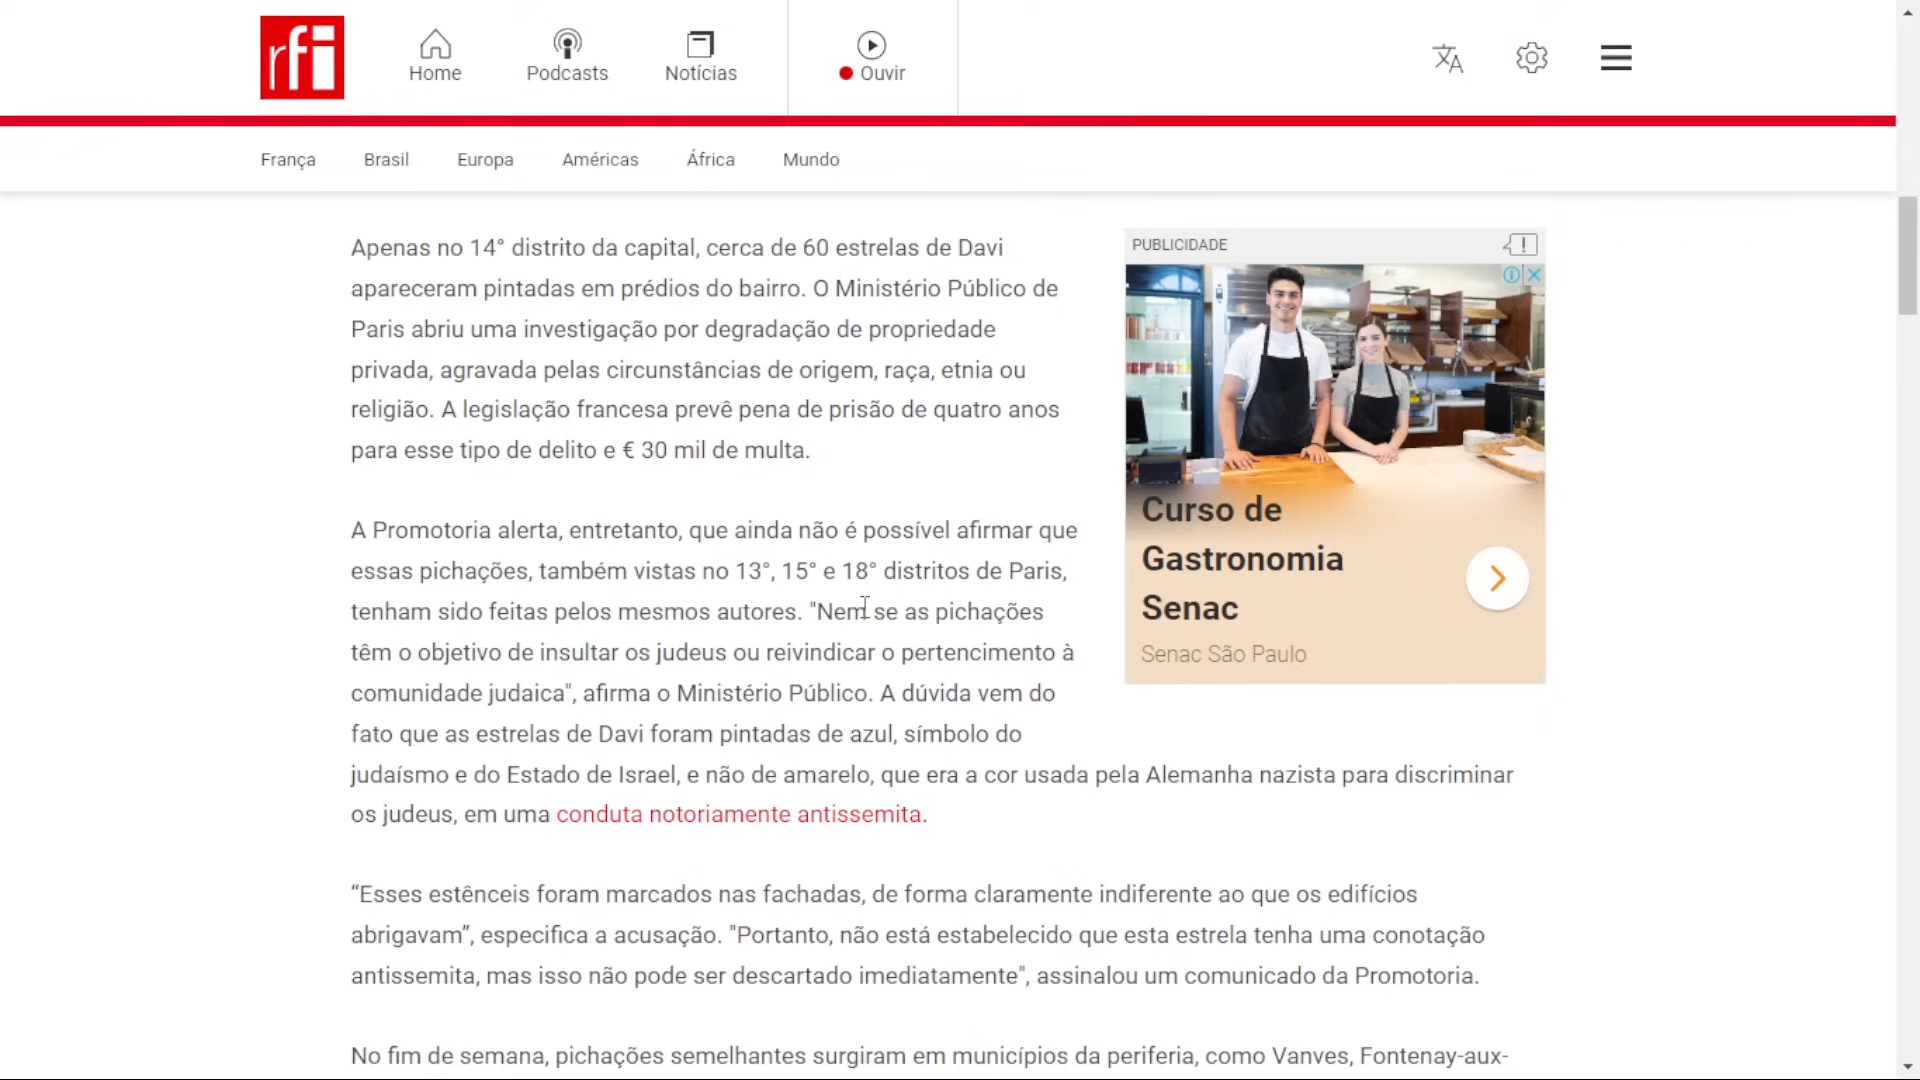 rfi
Home
Podcasts
Notícias
Ouvir
França
Brasil
Europa
Américas
África
Mundo
Apenas no 14° distrito da capital, cerca de 60 estrelas de Davi
apareceram pintadas em prédios do bairro. O Ministério Público de
Paris abriu uma investigação por degradação de propriedade
privada, agravada pelas circunstâncias de origem, raça, etnia ou
religião. A legislação francesa prevê pena de prisão de quatro anos
para esse tipo de delito e € 30 mil de multa.
A Promotoria alerta, entretanto, que ainda não é possível afirmar que
essas pichações, também vistas no 13°, 15° e 18° distritos de Paris,
tenham sido feitas pelos mesmos autores. "Nem se as pichações
têm o objetivo de insultar os judeus ou reivindicar o pertencimento à
comunidade judaica", afirma o Ministério Público. A dúvida vem do
fato que as estrelas de Davi foram pintadas de azul, símbolo do
judaísmo e do Estado de Israel, e não de amarelo, que era a cor usada pela Alemanha nazista para discriminar
os judeus, em uma conduta notoriamente antissemita.
“Esses estênceis foram marcados nas fachadas, de forma claramente indiferente ao que os edifícios
abrigavam”, especifica a acusação. "Portanto, não está estabelecido que esta estrela tenha uma conotação
antissemita, mas isso não pode ser descartado imediatamente", assinalou um comunicado da Promotoria.
No fim de semana, pichações semelhantes surgiram em municípios da periferia, como Vanves, Fontenay-aux-
PUBLICIDADE
Curso de
Gastronomia
Senac
Senac São Paulo